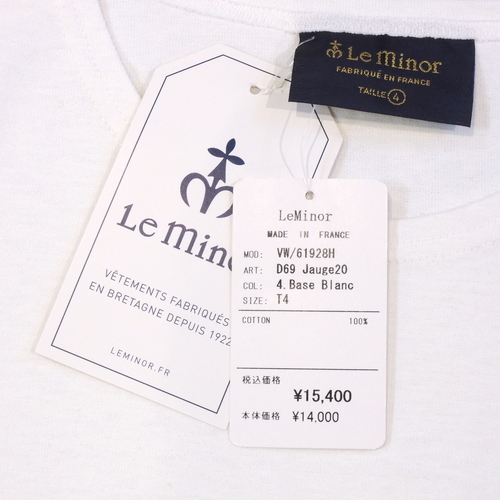 Le Minor
FABRIQUÉ EN FRANCE
TAILLE 4
Le Minor
VÊTEMENTS FABRIQUÉS
EN BRETAGNE DEPUIS 1922
LEMINOR.FR
LeMinor
MADE IN FRANCE
MOD: VW/61928H
ART: D69 Jauge20
COL: 4.Base Blanc
SIZE: T4
COTTON 100%
税込価格
¥15,400
本体価格 ¥14,000